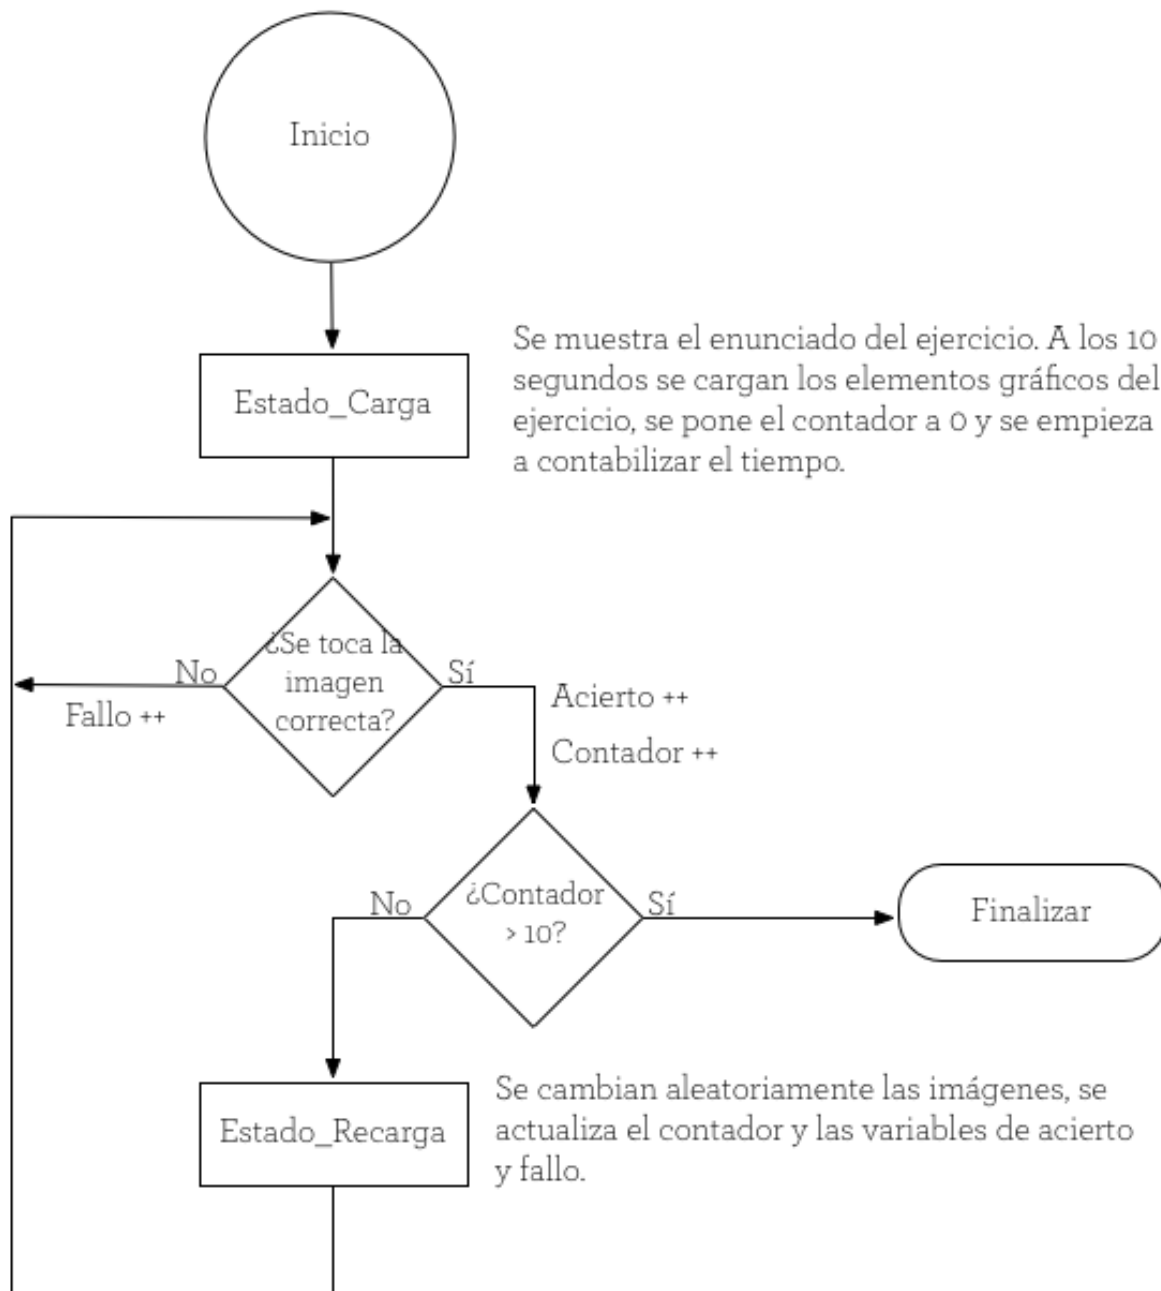 Inicio
Se muestra el enunciado del ejercicio. A los 10
segundos se cargan los elementos gráficos del
ejercicio, se pone el contador a 0 y se empieza
a contabilizar el tiempo.
Estado_Carga
¿Se toca la
imagen
correcta?
No
Fallo ++
Sí
Acierto ++
Contador ++
¿Contador
> 10?
No
Sí
Finalizar
Estado_Recarga
Se cambian aleatoriamente las imágenes, se
actualiza el contador y las variables de acierto
y fallo.